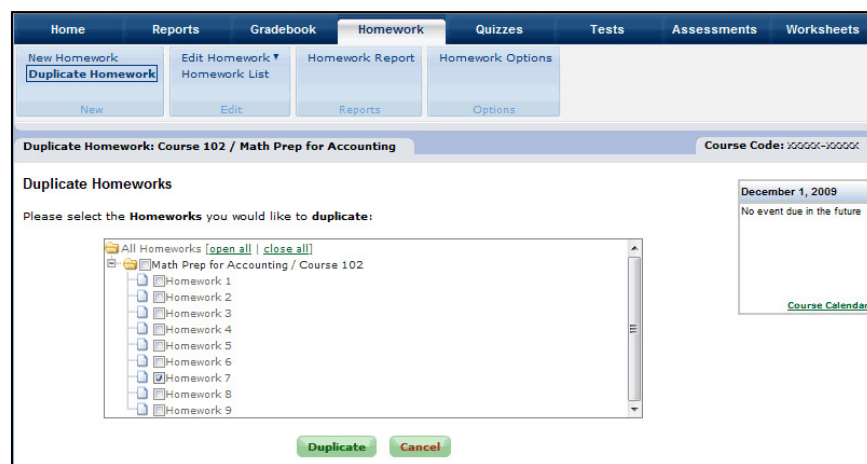 Home Reports Gradebook Homework Quizzes Tests Assessments Worksheets
New Homework
Duplicate Homework
New
Edit Homework
Homework List
Edit
Homework Report
Reports
Homework Options
Options
Duplicate Homework: Course 102 / Math Prep for Accounting
Course Code: XXXXX-XXXXX
Duplicate Homeworks
Please select the Homeworks you would like to duplicate:
All Homeworks [open all | close all]
Math Prep for Accounting / Course 102
Homework 1
Homework 2
Homework 3
Homework 4
Homework 5
Homework 6
Homework 7
Homework 8
Homework 9
Duplicate Cancel
December 1, 2009
No event due in the future
Course Calendar